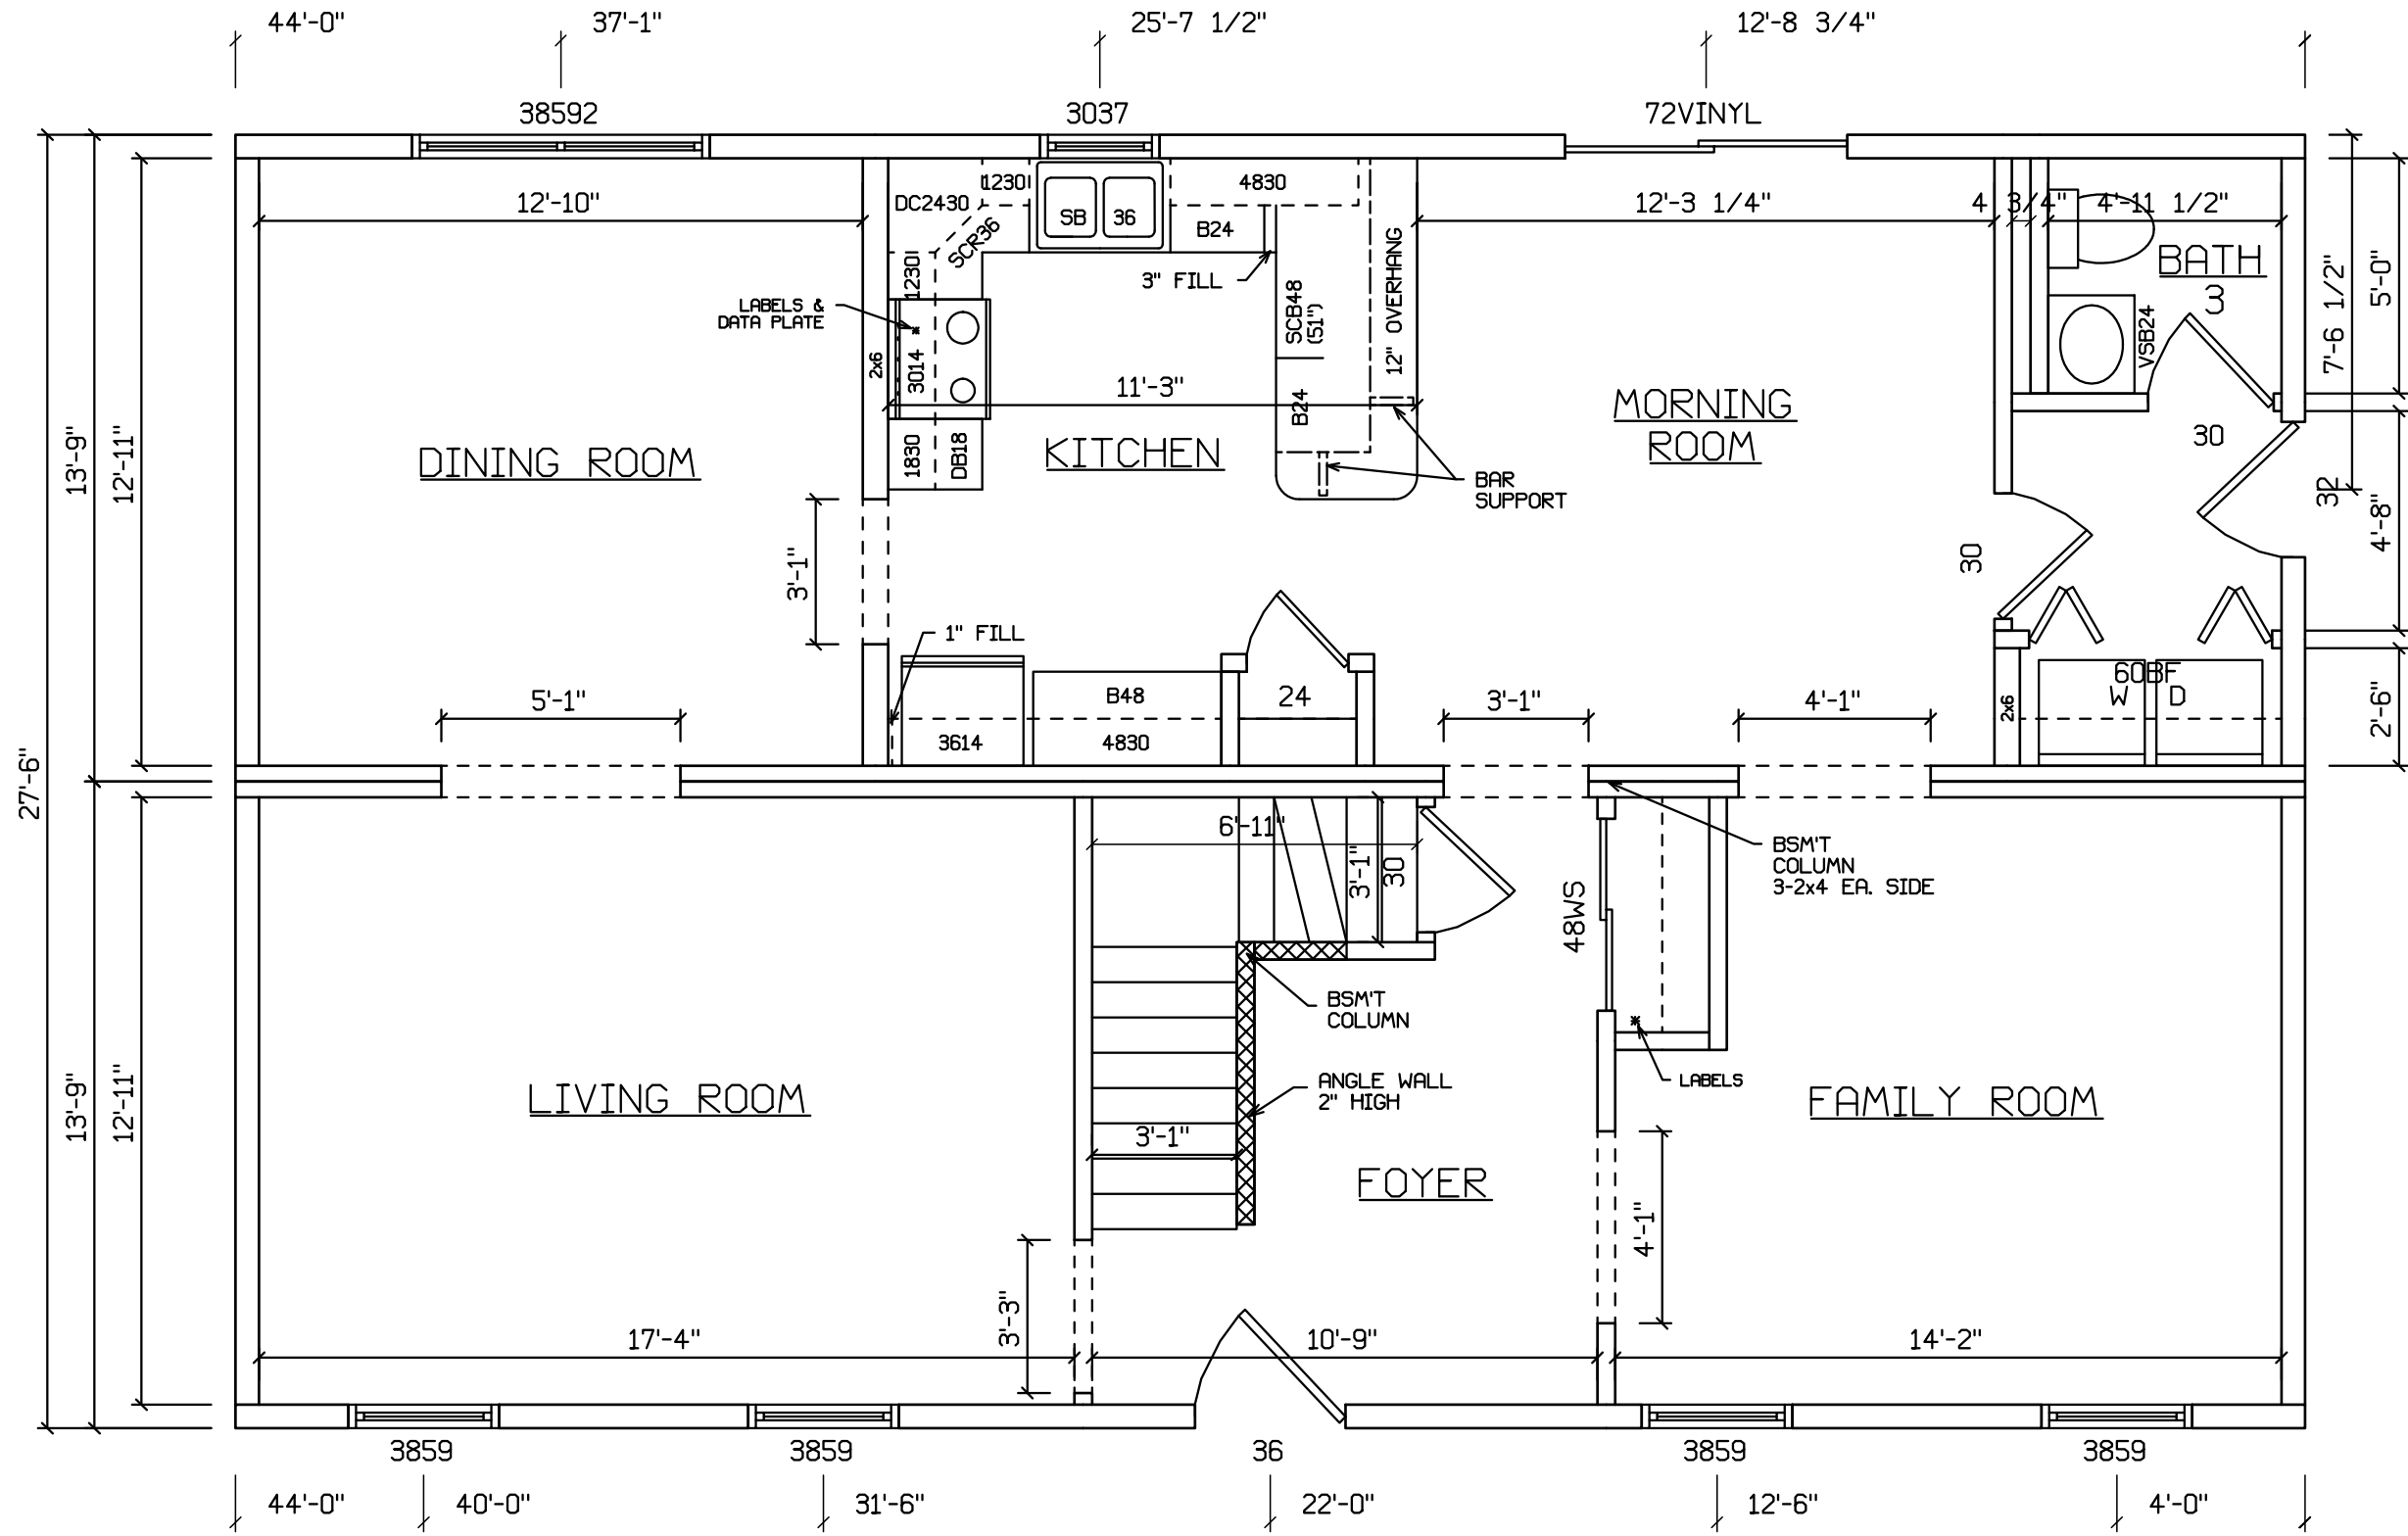 44'-0" 37'-1" 25'-7 1/2" 12'-8 3/4"
38592 3037 72VINYL
12'-10"
DC2430
1230
SCR36
SB 36
4830
B24
3" FILL
1230
LABELS &
DATA PLATE
2x6
3014
1830
DB18
11'-3"
KITCHEN
SCB48
(51")
B24
12" OVERHANG
BAR
SUPPORT
12'-3 1/4"
4 3/4"
4'-11 1/2"
BATH
3
VSB24
MORNING
ROOM
30
32
30
7'-6 1/2"
5'-0"
4'-8"
2'-6"
DINING ROOM
13'-9"
12'-11"
27'-6"
3'-1"
5'-1"
1" FILL
B48
3614
4830
24
3'-1"
4'-1"
2x6
60BF
W D
6'-11"
3'-1"
30
48WS
BSM'T
COLUMN
3-2x4 EA. SIDE
BSM'T
COLUMN
LABELS
ANGLE WALL
2" HIGH
3'-1"
13'-9"
12'-11"
LIVING ROOM
FOYER
FAMILY ROOM
4'-1"
3'-3"
17'-4"
10'-9"
14'-2"
3859 3859 36 3859 3859
44'-0" 40'-0" 31'-6" 22'-0" 12'-6" 4'-0"